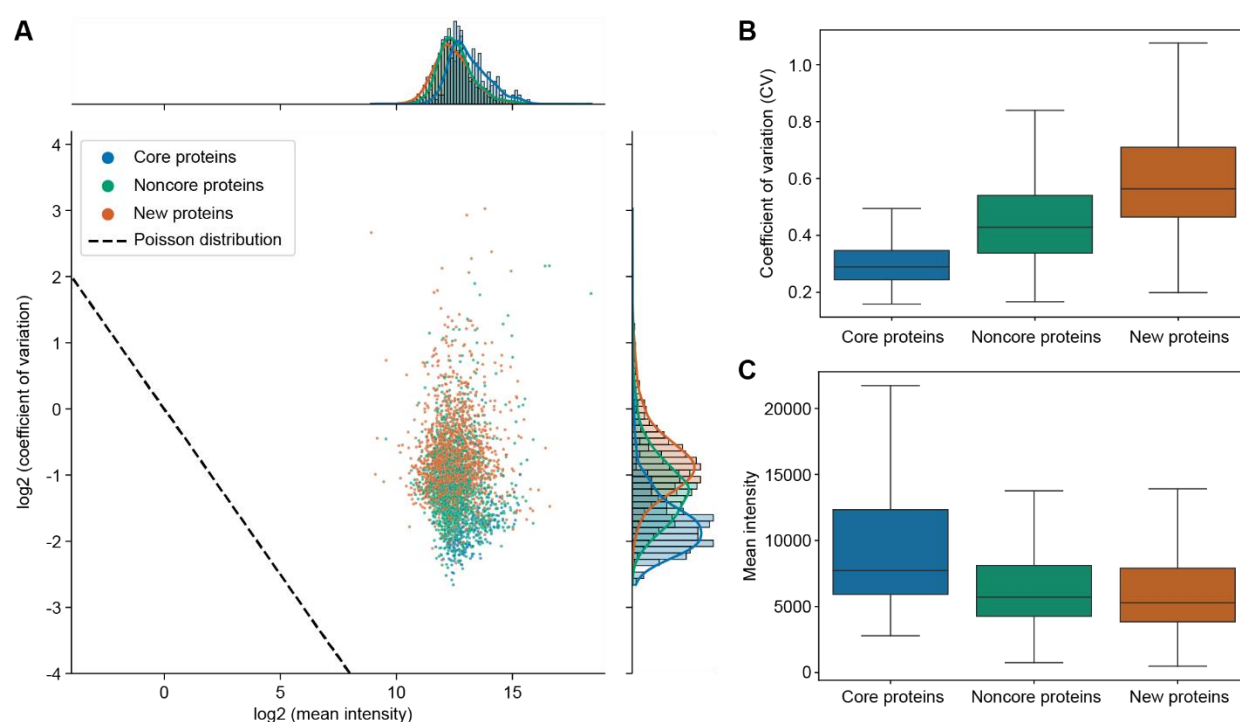 A
4
3
2
1
0
-1
-2
-3
-4
log2 (coefficient of variation)
Core proteins
Noncore proteins
New proteins
Poisson distribution
0
5
10
15
log2 (mean intensity)
B
1.0
0.8
0.6
0.4
0.2
Coefficient of variation (CV)
Core proteins
Noncore proteins
New proteins
C
20000
15000
10000
5000
0
Mean intensity
Core proteins
Noncore proteins
New proteins